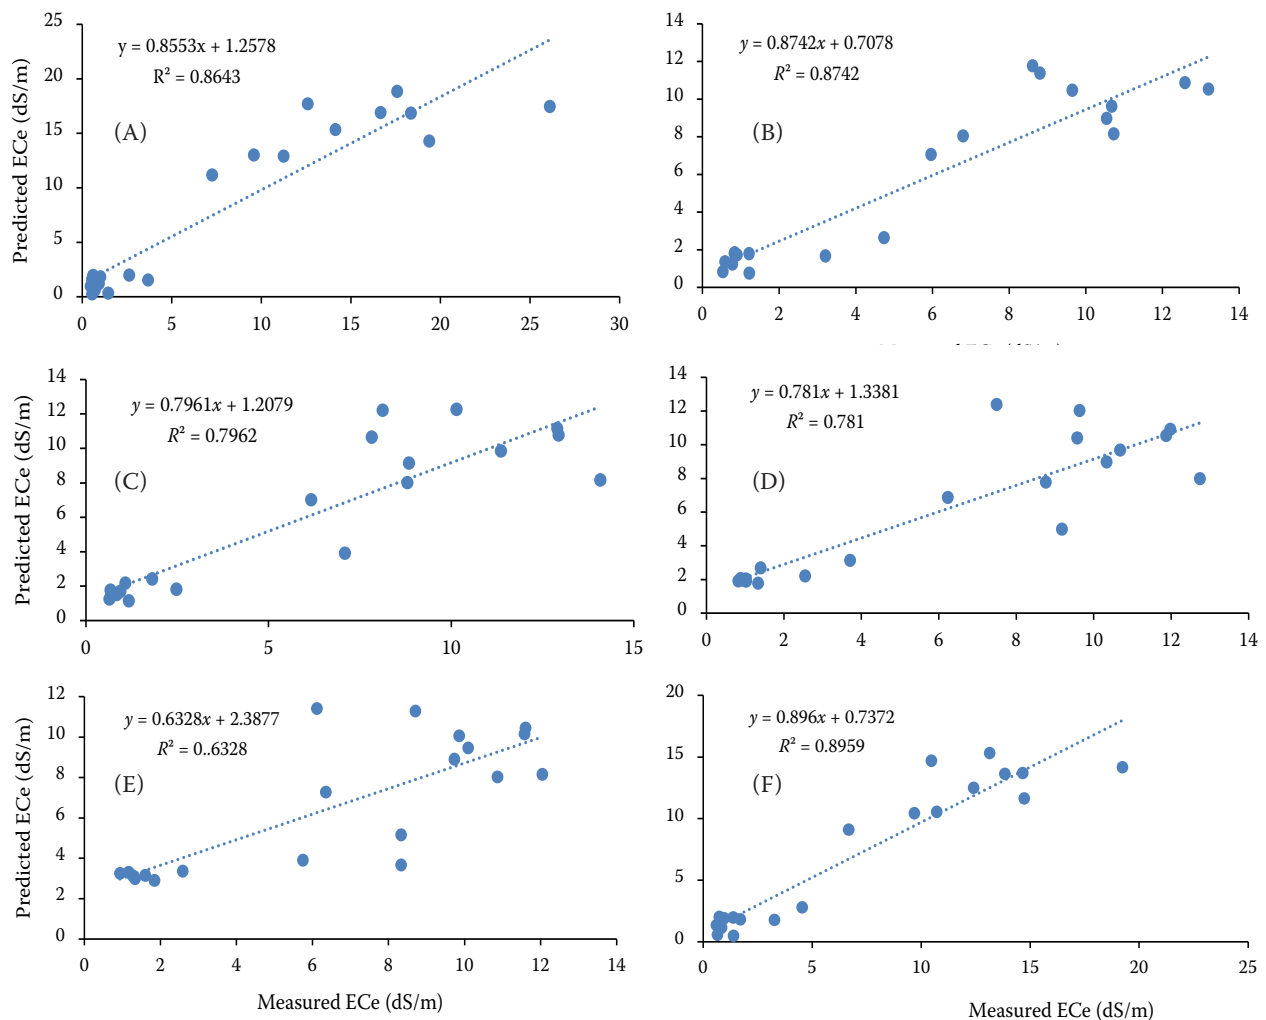 y = 0.8553x + 1.2578
R² = 0.8643
(A)
Predicted ECe (dS/m)
25
20
15
10
5
0
0 5 10 15 20 25 30
y = 0.8742x + 0.7078
R² = 0.8742
(B)
14
12
10
8
6
4
2
0
0 2 4 6 8 10 12 14
y = 0.7961x + 1.2079
R² = 0.7962
(C)
Predicted ECe (dS/m)
14
12
10
8
6
4
2
0
0 5 10 15
y = 0.781x + 1.3381
R² = 0.781
(D)
14
12
10
8
6
4
2
0
0 2 4 6 8 10 12 14
y = 0.6328x + 2.3877
R² = 0..6328
(E)
Predicted ECe (dS/m)
12
10
8
6
4
2
0
0 2 4 6 8 10 12 14
Measured ECe (dS/m)
y = 0.896x + 0.7372
R² = 0.8959
(F)
20
15
10
5
0
0 5 10 15 20 25
Measured ECe (dS/m)